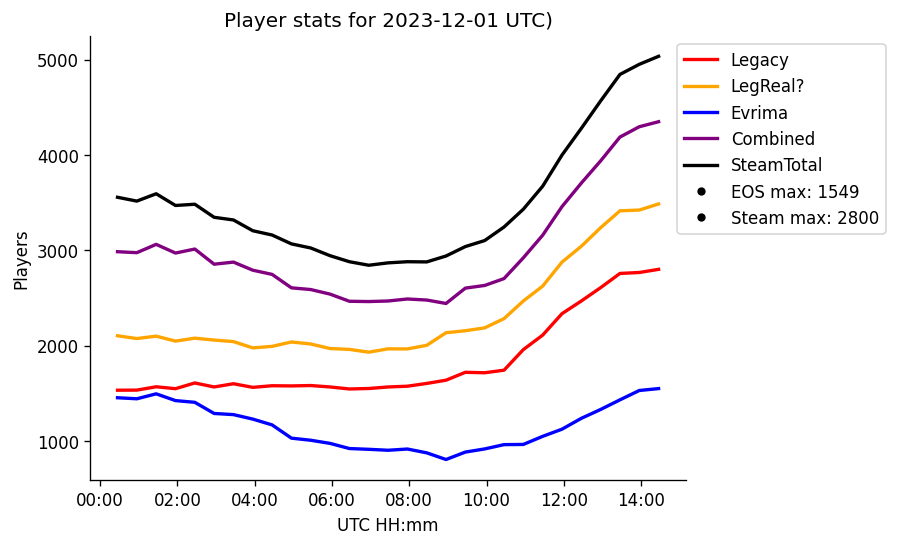 Player stats for 2023-12-01 UTC)
5000
4000
3000
2000
1000
Players
00:00 02:00 04:00 06:00 08:00 10:00 12:00 14:00
UTC HH:mm
Legacy
LegReal?
Evrima
Combined
SteamTotal
EOS max: 1549
Steam max: 2800